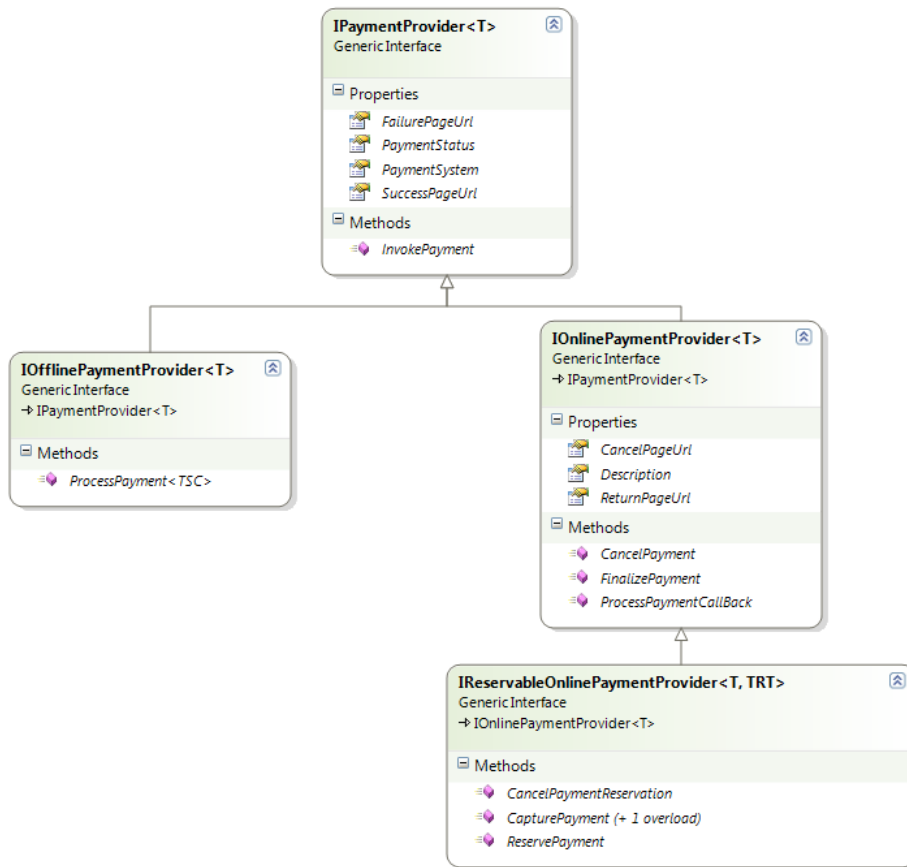 IPaymentProvider<T>
Generic Interface
Properties
FailurePageUrl
PaymentStatus
PaymentSystem
SuccessPageUrl
Methods
InvokePayment
IOfflinePaymentProvider<T>
Generic Interface
IPaymentProvider<T>
Methods
ProcessPayment<TSC>
IOnlinePaymentProvider<T>
Generic Interface
IPaymentProvider<T>
Properties
CancelPageUrl
Description
ReturnPageUrl
Methods
CancelPayment
FinalizePayment
ProcessPaymentCallBack
IReservableOnlinePaymentProvider<T, TRT>
Generic Interface
IOnlinePaymentProvider<T>
Methods
CancelPaymentReservation
CapturePayment (+ 1 overload)
ReservePayment